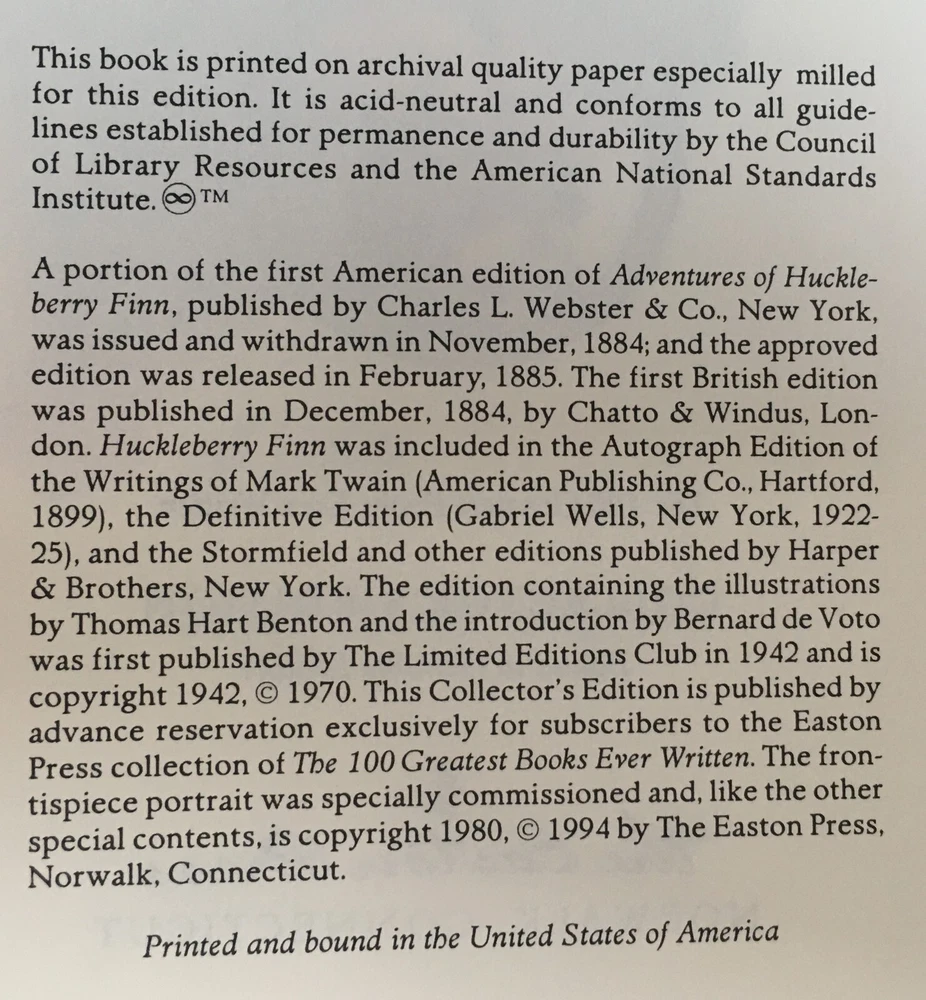 This book is printed on archival quality paper especially milled
for this edition. It is acid-neutral and conforms to all guide-
lines established for permanence and durability by the Council
of Library Resources and the American National Standards
Institute. ♾™
A portion of the first American edition of Adventures of Huckle-
berry Finn, published by Charles L. Webster & Co., New York,
was issued and withdrawn in November, 1884; and the approved
edition was released in February, 1885. The first British edition
was published in December, 1884, by Chatto & Windus, Lon-
don. Huckleberry Finn was included in the Autograph Edition of
the Writings of Mark Twain (American Publishing Co., Hartford,
1899), the Definitive Edition (Gabriel Wells, New York, 1922-
25), and the Stormfield and other editions published by Harper
& Brothers, New York. The edition containing the illustrations
by Thomas Hart Benton and the introduction by Bernard de Voto
was first published by The Limited Editions Club in 1942 and is
copyright 1942, © 1970. This Collector's Edition is published by
advance reservation exclusively for subscribers to the Easton
Press collection of The 100 Greatest Books Ever Written. The fron-
tispiece portrait was specially commissioned and, like the other
special contents, is copyright 1980, © 1994 by The Easton Press,
Norwalk, Connecticut.
Printed and bound in the United States of America